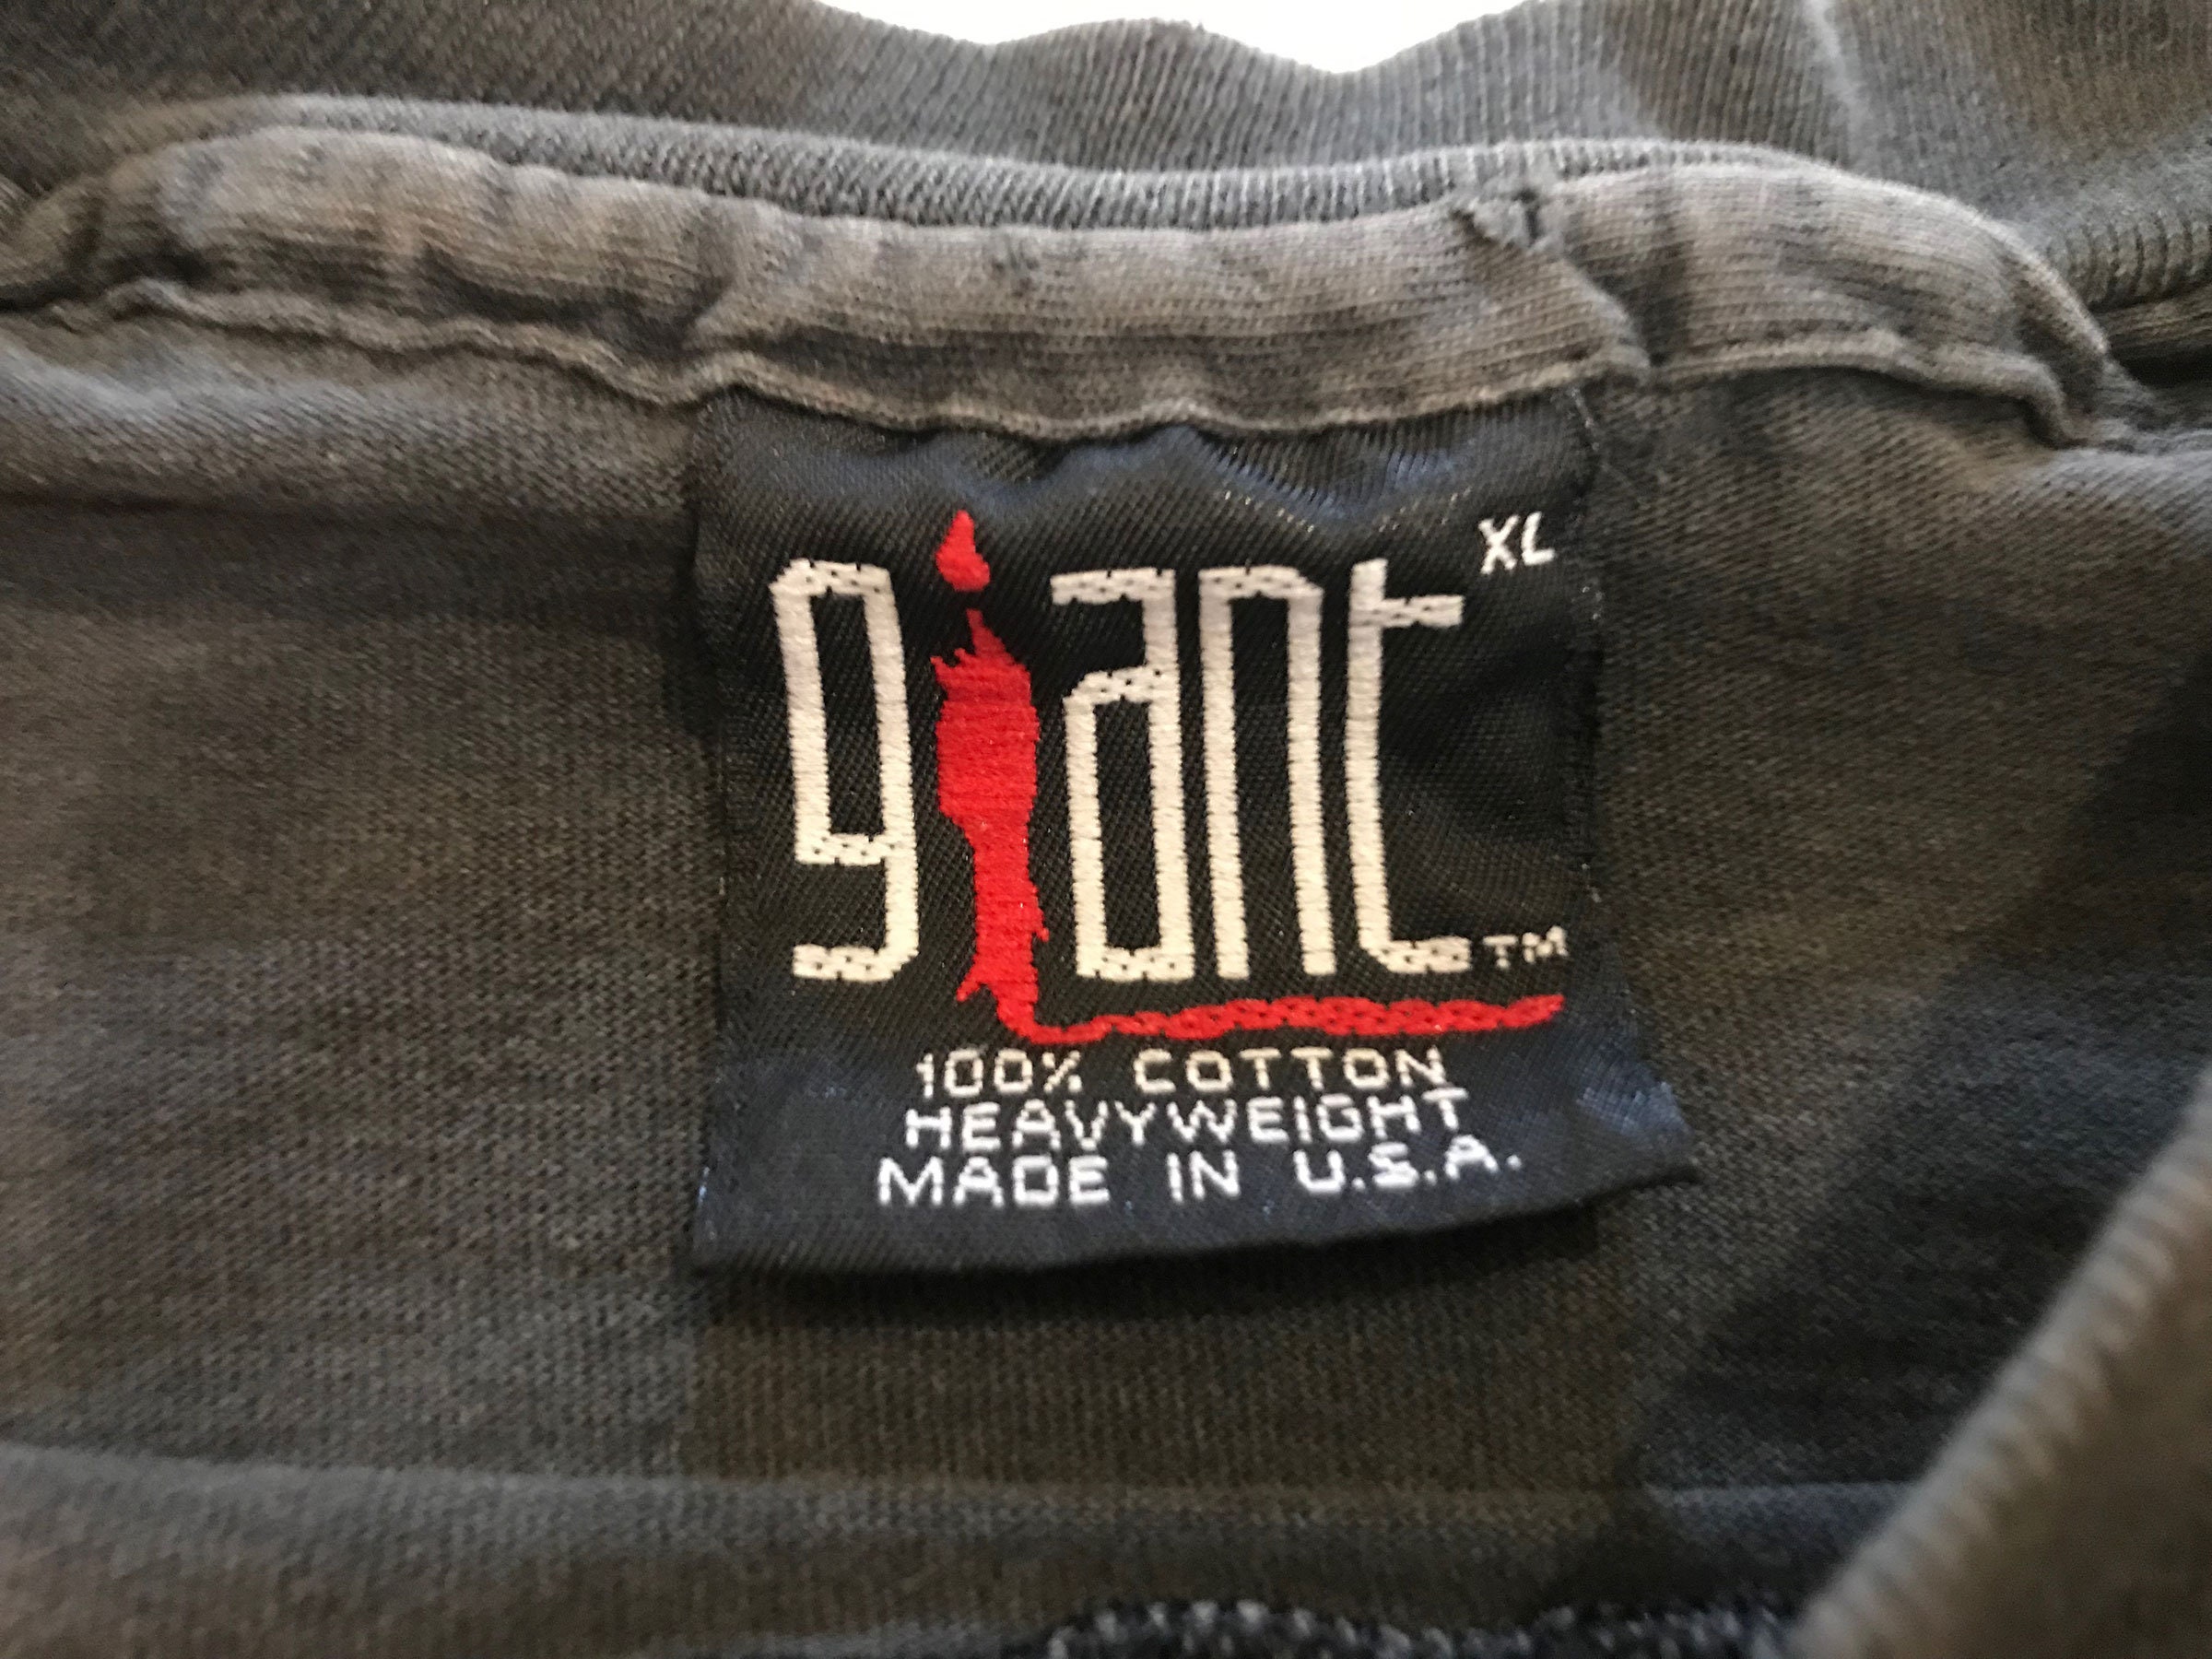 XL
giant
TM
100% COTTON
HEAVYWEIGHT
MADE IN U.S.A.